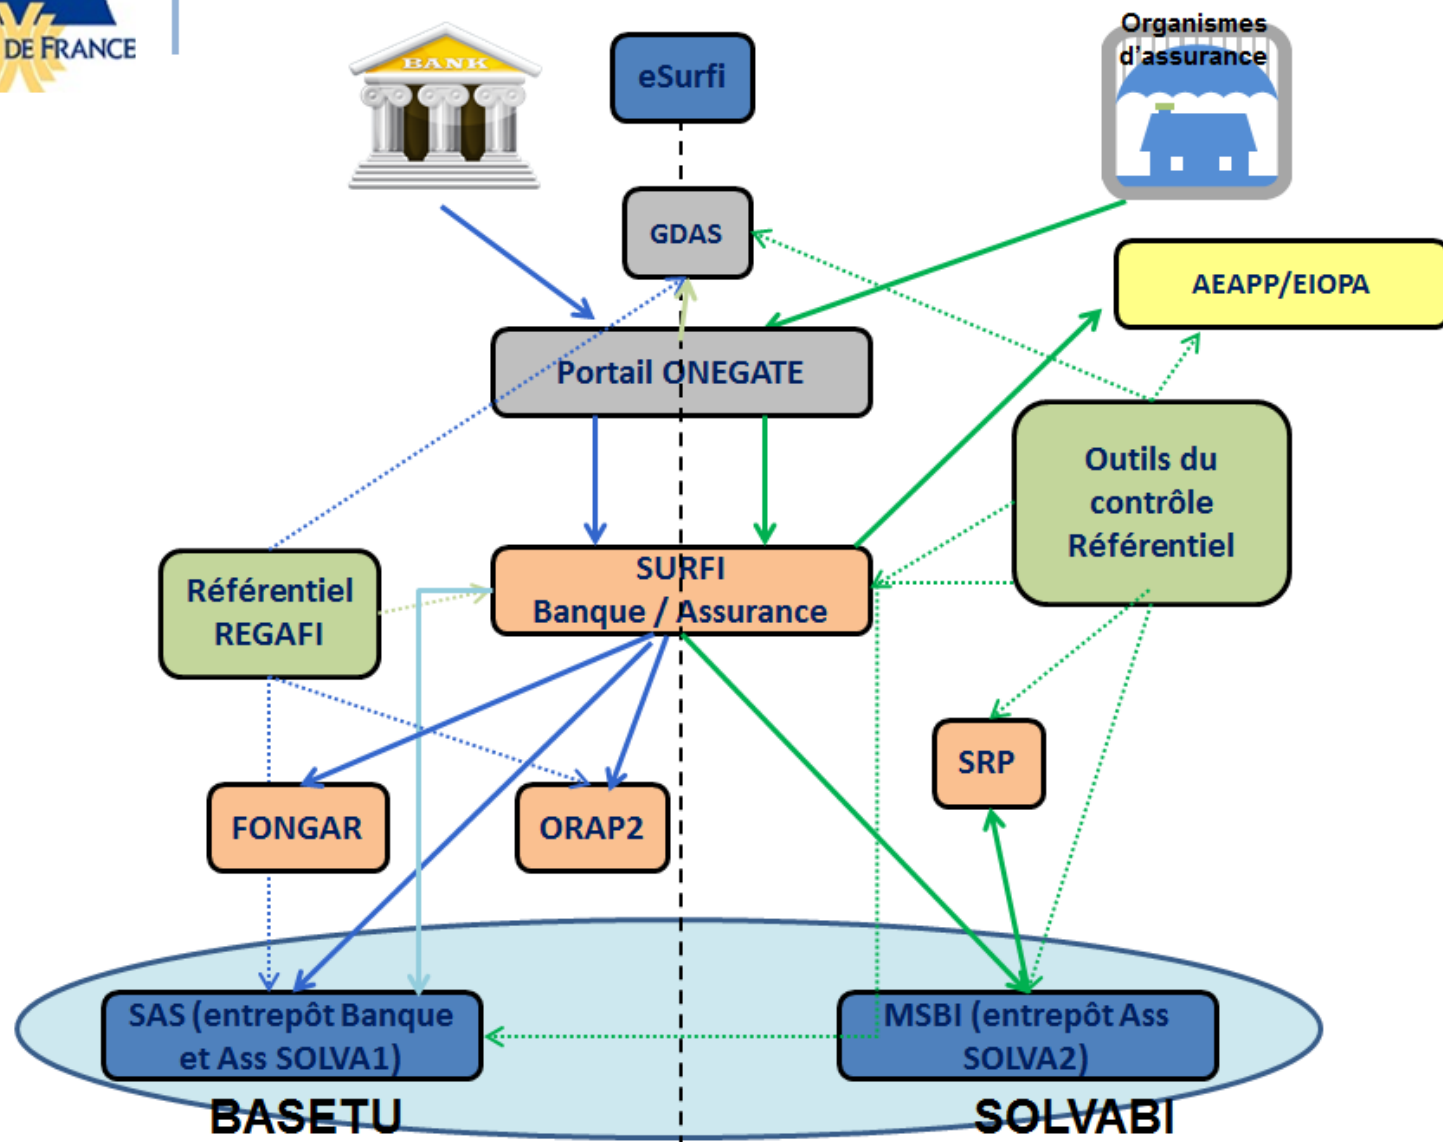 DE FRANCE
BANK
eSurfi
Organismes
d'assurance
GDAS
AEAPP/EIOPA
Portail ONEGATE
Outils du
contrôle
Référentiel
SURFI
Banque / Assurance
Référentiel
REGAFI
SRP
FONGAR
ORAP2
SAS (entrepôt Banque
et Ass SOLVA1)
MSBI (entrepôt Ass
SOLVA2)
BASETU
SOLVABI